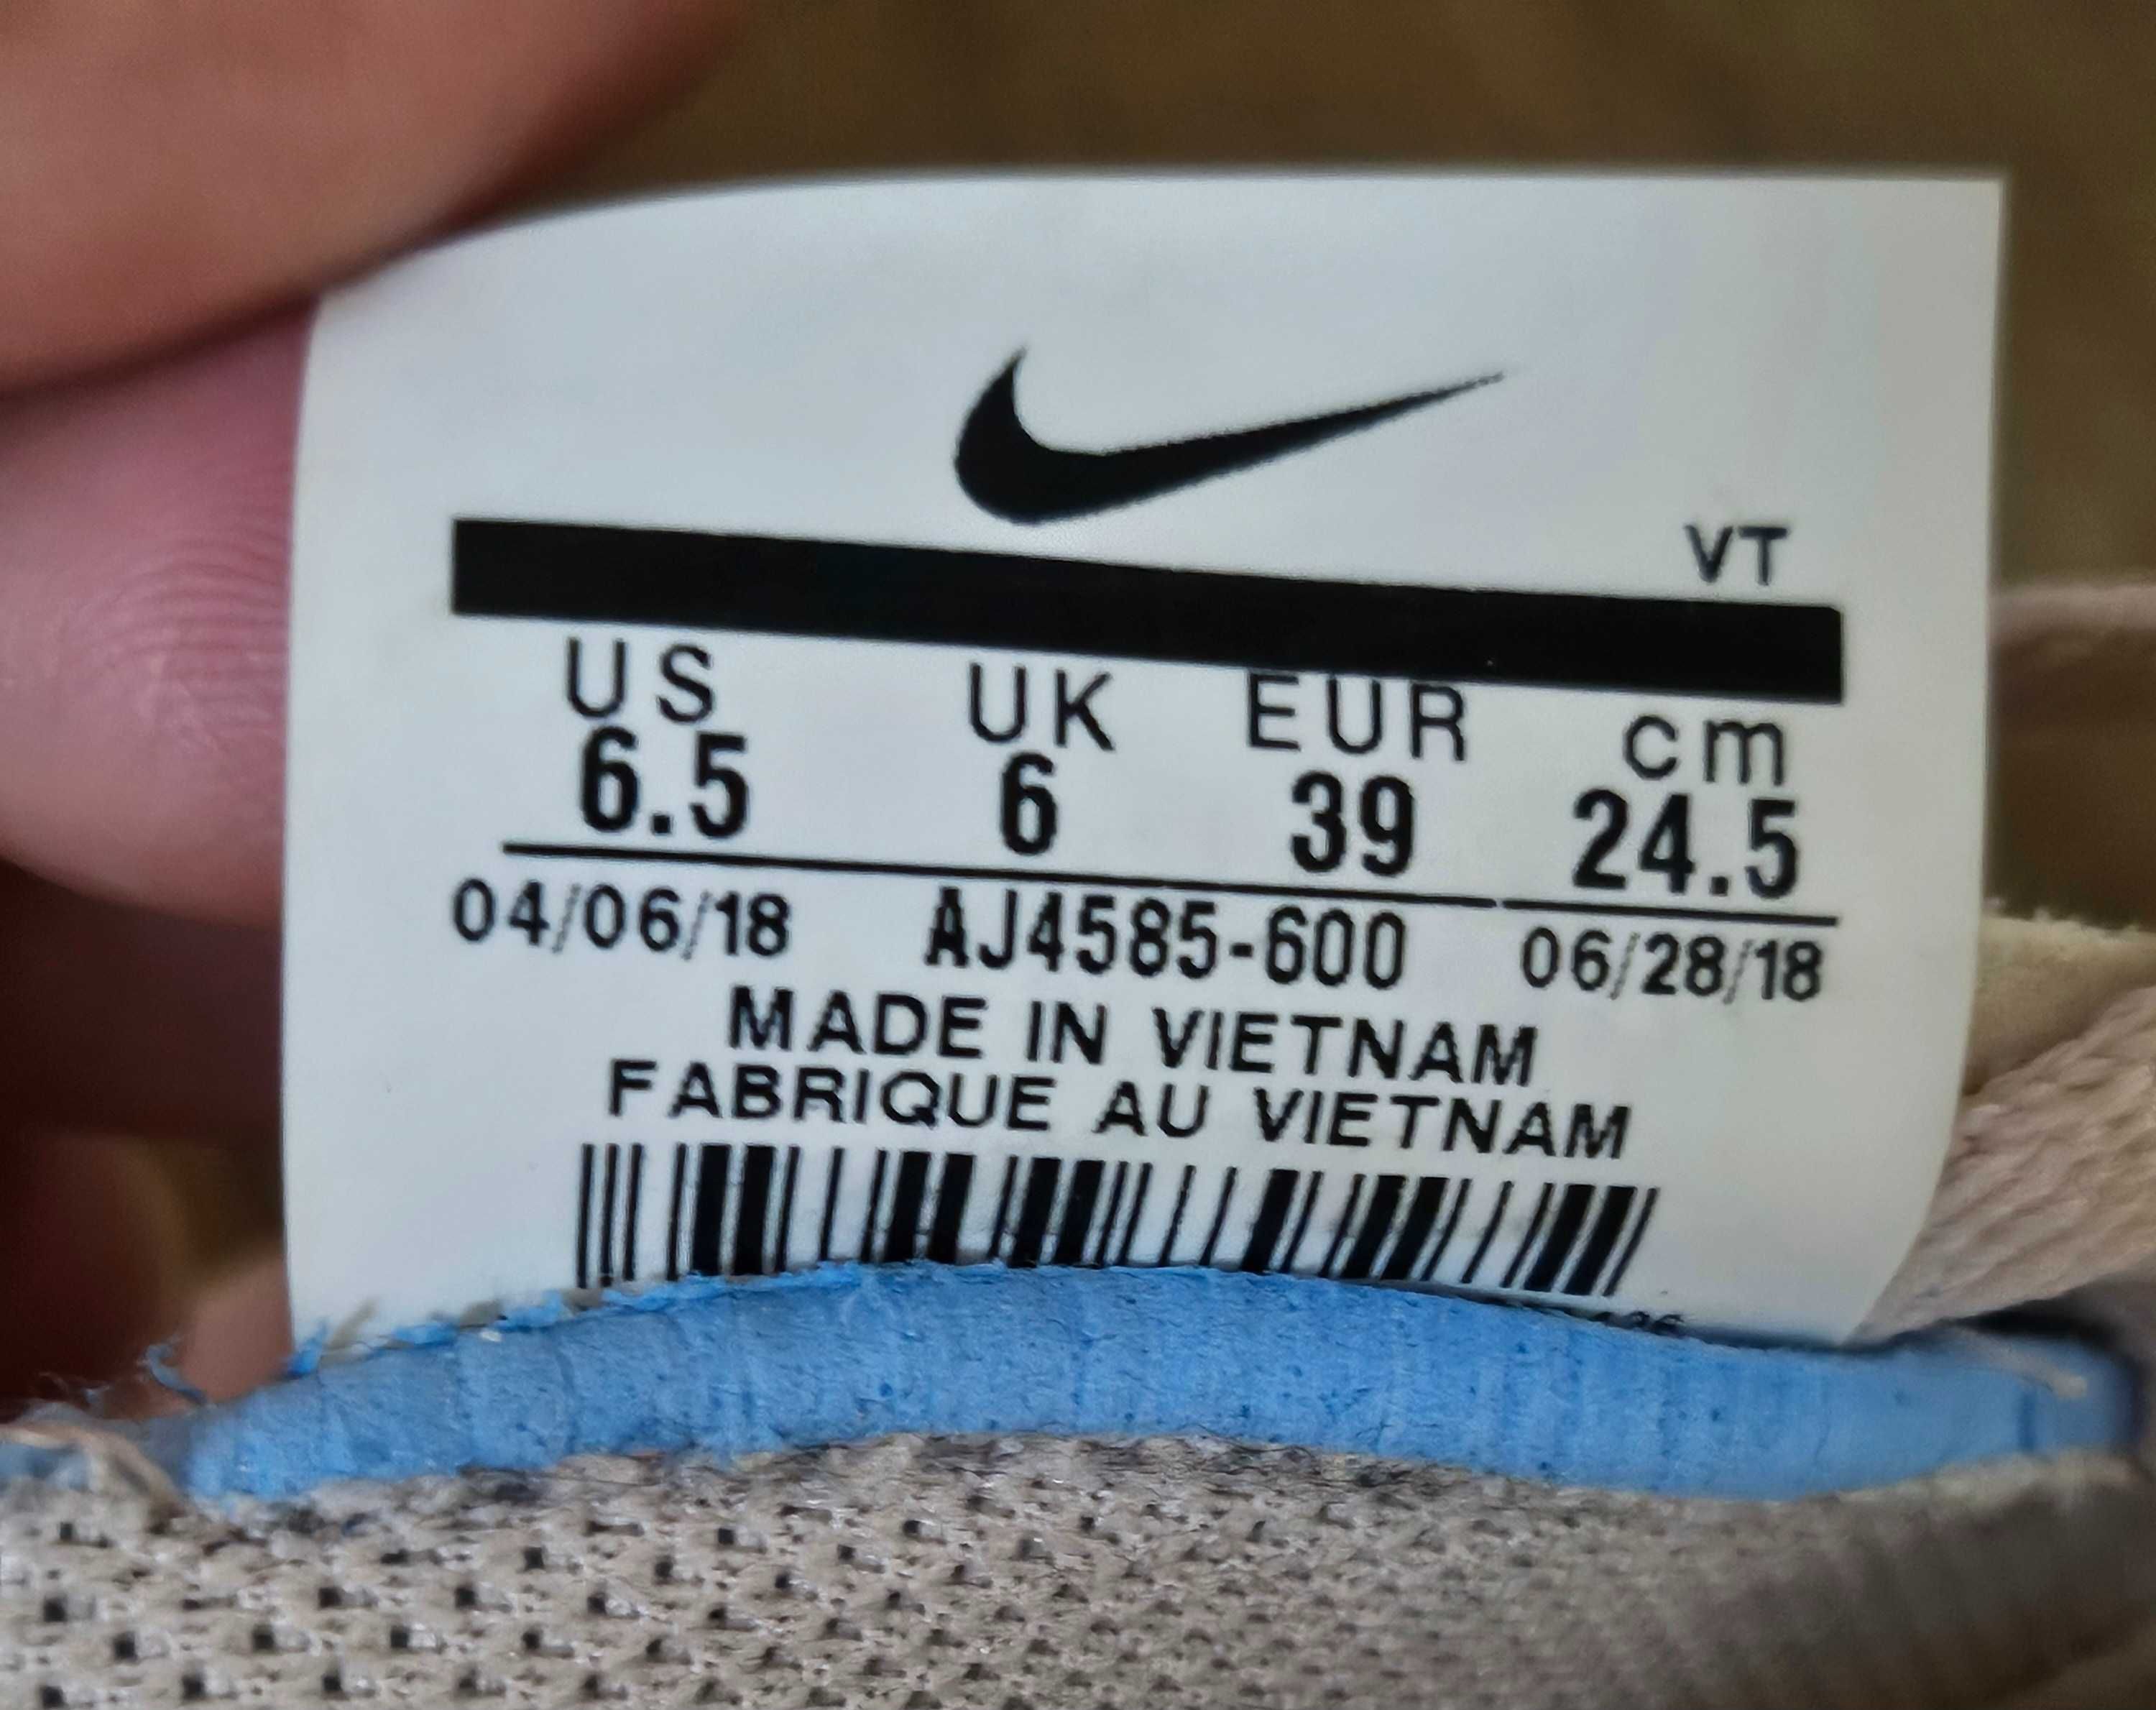 VT
US UK EUR cm
6.5 6 39 24.5
04/06/18 AJ4585-600 06/28/18
MADE IN VIETNAM
FABRIQUE AU VIETNAM